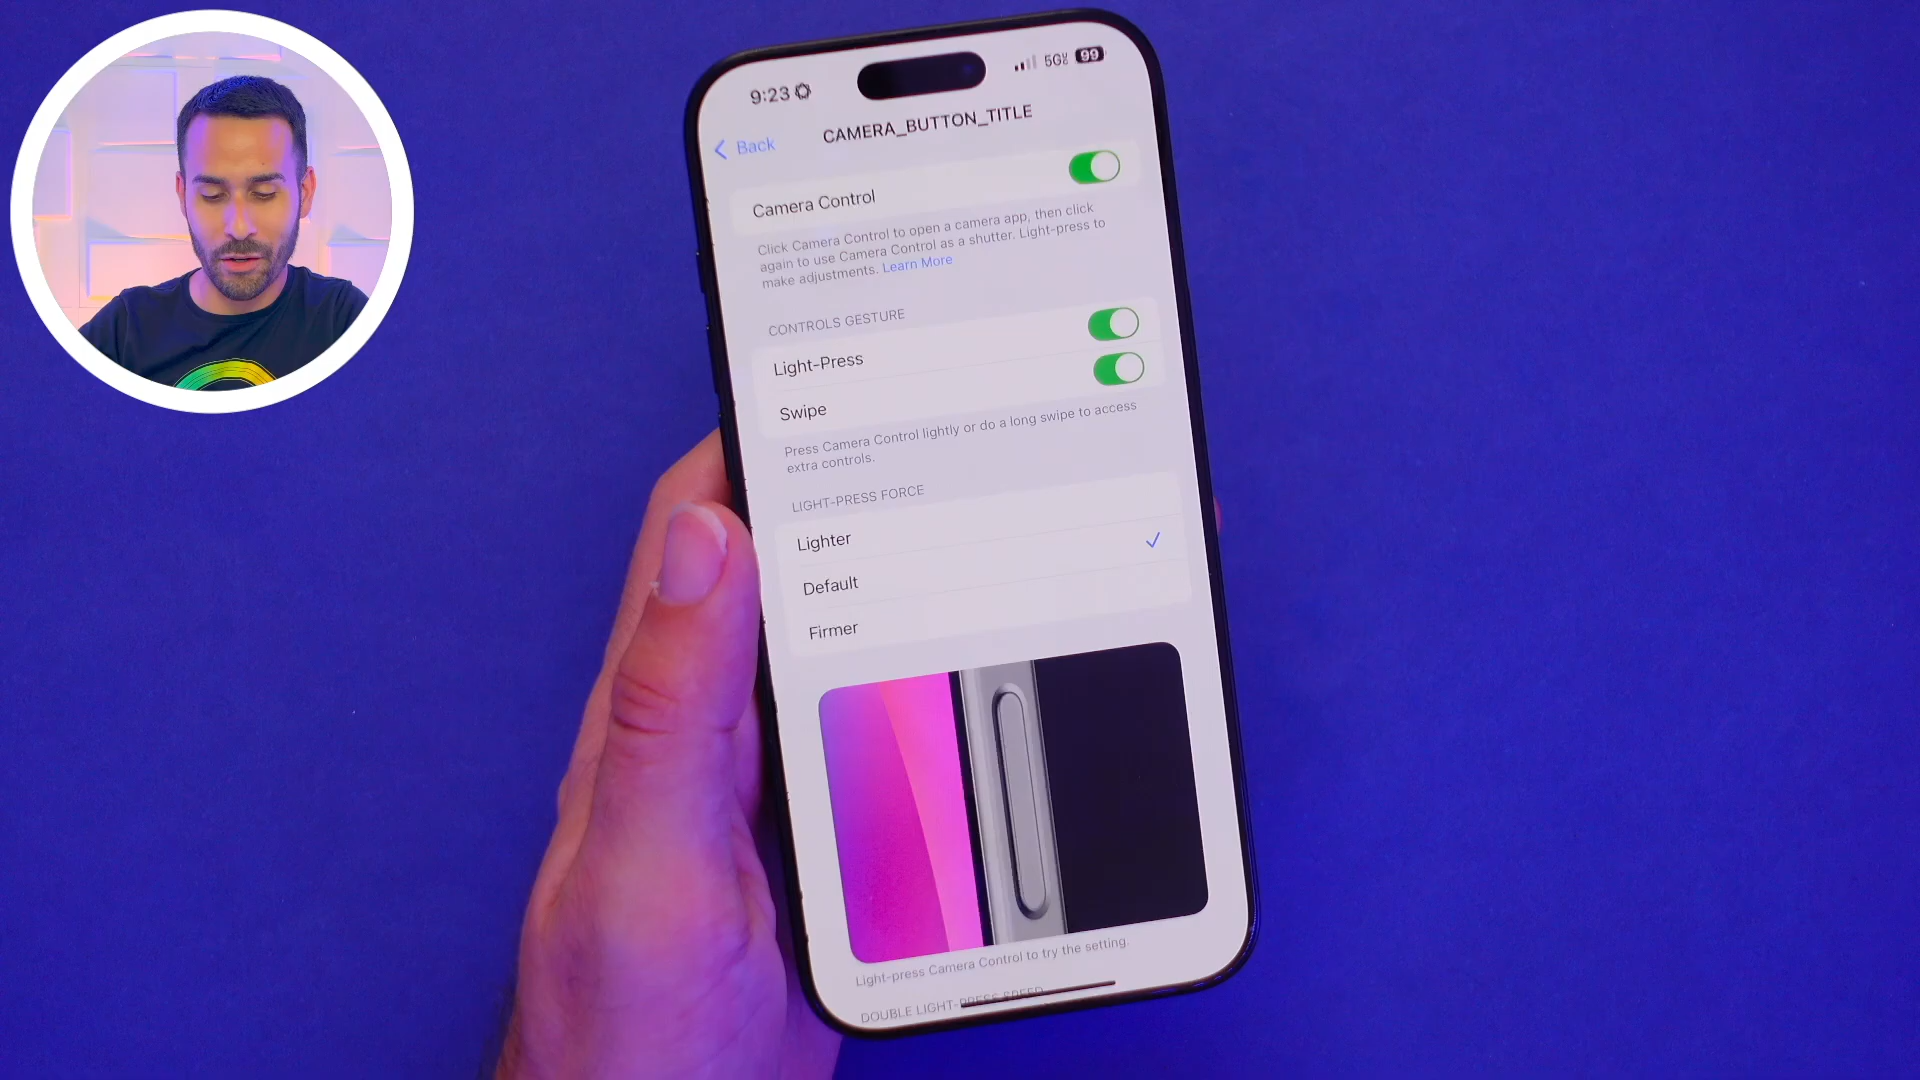 9:23
5G
99
Back
CAMERA_BUTTON_TITLE
Camera Control
Click Camera Control to open a camera app, then click
again to use Camera Control as a shutter. Light-press to
make adjustments. Learn More
CONTROLS GESTURE
Light-Press
Swipe
Press Camera Control lightly or do a long swipe to access
extra controls.
LIGHT-PRESS FORCE
Lighter
Default
Firmer
Light-press Camera Control to try the setting.
DOUBLE LIGHT-PRESS SPEED